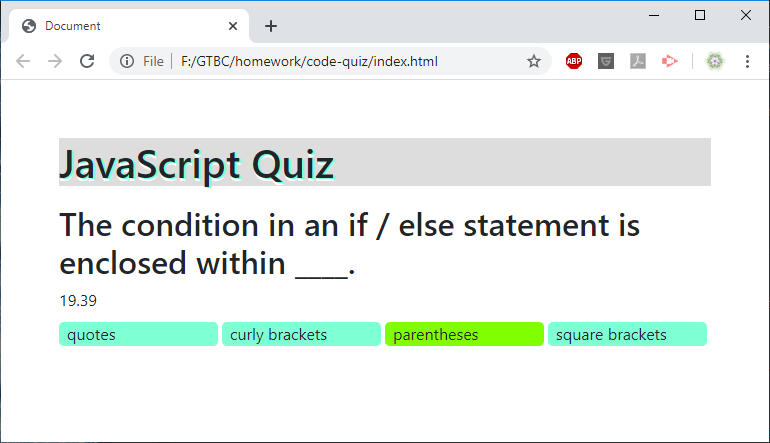 Document
File
F:/GTBC/homework/code-quiz/index.html
ABP
JavaScript Quiz
The condition in an if / else statement is
enclosed within ____.
19.39
quotes
curly brackets
parentheses
square brackets